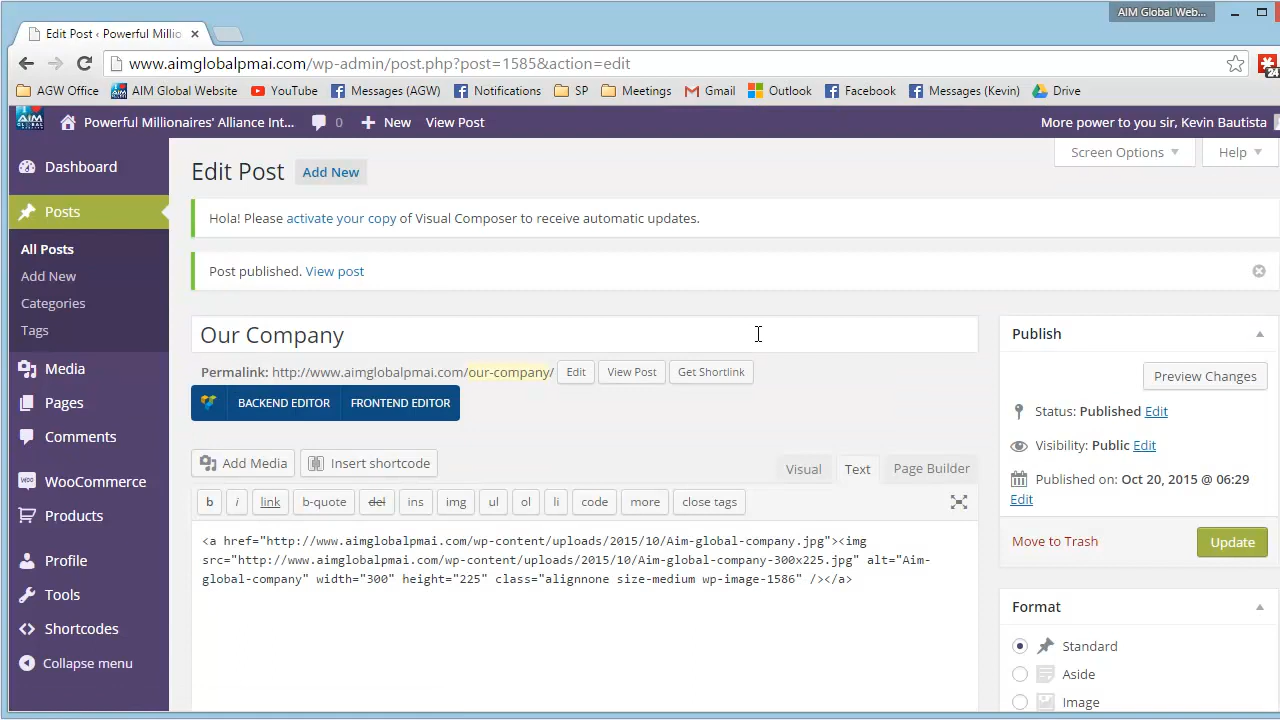 AIM Global Web...
Edit Post ‹ Powerful Millio
www.aimglobalpmai.com/wp-admin/post.php?post=1585&action=edit
24
AGW Office AIM Global Website YouTube Messages (AGW) Notifications SP Meetings Gmail Outlook Facebook Messages (Kevin) Drive
AIM GLOBAL Powerful Millionaires' Alliance Int... 0 New View Post More power to you sir, Kevin Bautista
Screen Options Help
Dashboard
Posts
All Posts
Add New
Categories
Tags
Media
Pages
Comments
WooCommerce
Products
Profile
Tools
Shortcodes
Collapse menu
Edit Post Add New
Hola! Please activate your copy of Visual Composer to receive automatic updates.
Post published. View post
Our Company
Permalink: http://www.aimglobalpmai.com/our-company/ Edit View Post Get Shortlink
BACKEND EDITOR FRONTEND EDITOR
Add Media Insert shortcode Visual Text Page Builder
b i link b-quote del ins img ul ol li code more close tags
<a href="http://www.aimglobalpmai.com/wp-content/uploads/2015/10/Aim-global-company.jpg"><img
src="http://www.aimglobalpmai.com/wp-content/uploads/2015/10/Aim-global-company-300x225.jpg" alt="Aim-
global-company" width="300" height="225" class="alignnone size-medium wp-image-1586" /></a>
Publish
Preview Changes
Status: Published Edit
Visibility: Public Edit
Published on: Oct 20, 2015 @ 06:29
Edit
Move to Trash Update
Format
Standard
Aside
Image